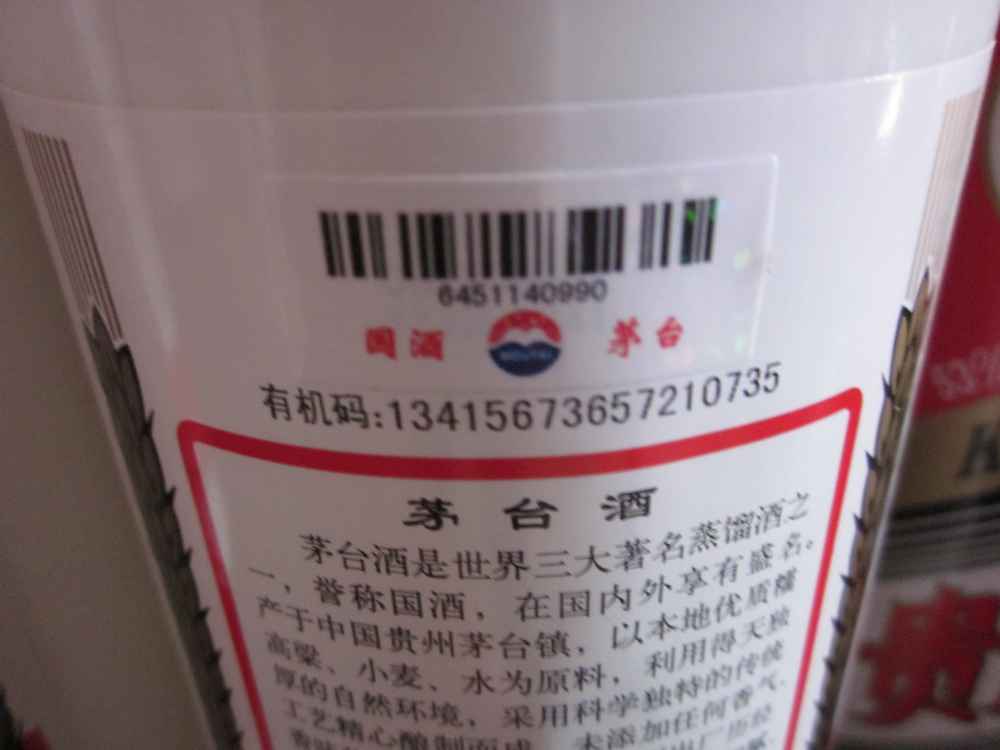 6451140990
国酒 茅台
有机码:13415673657210735
茅台酒
茅台酒是世界三大著名蒸馏酒之
一，誉称国酒，在国内外享有盛名。
产于中国贵州茅台镇，以本地优质糯
高粱、小麦、水为原料，利用得天独
厚的自然环境，采用科学独特的传统
工艺精心酿制而成，未添加任何香气、
53%
贵